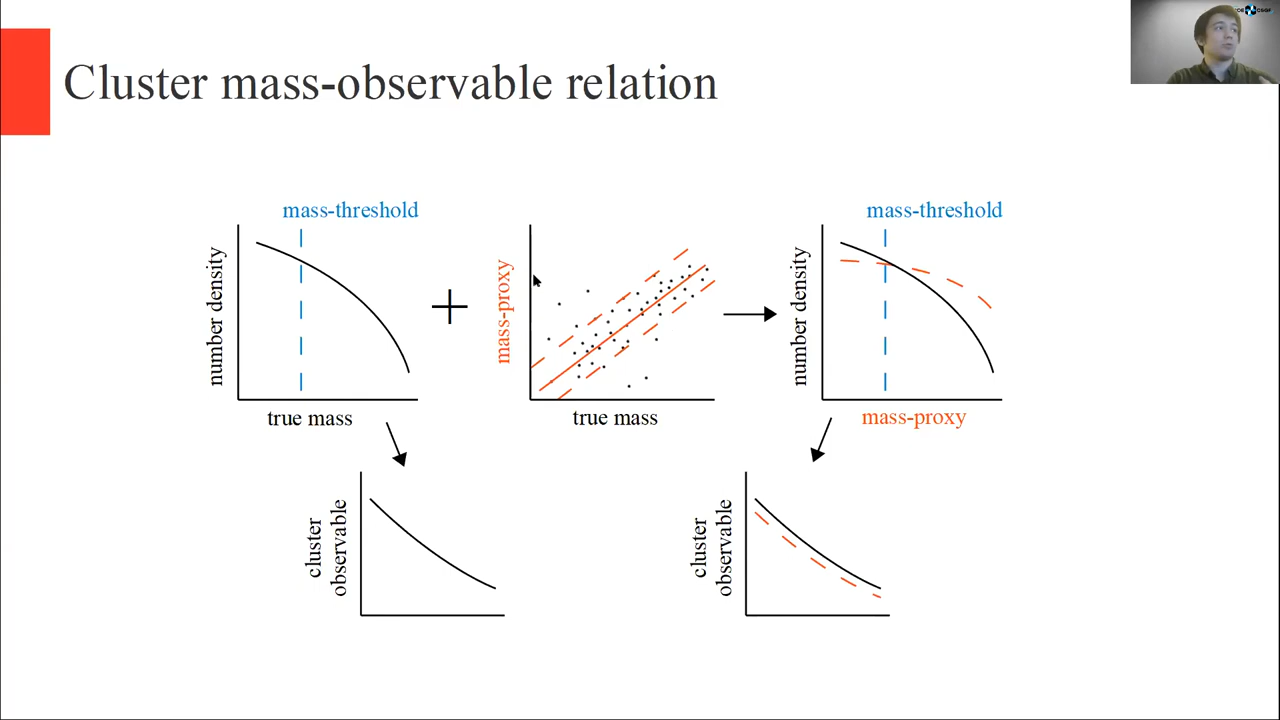 Cluster mass-observable relation
mass-threshold
number density
true mass
mass-proxy
true mass
mass-threshold
number density
mass-proxy
cluster
observable
cluster
observable